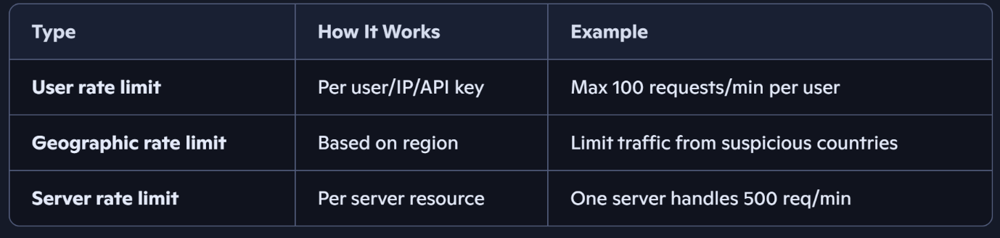 Type How It Works Example
User rate limit Per user/IP/API key Max 100 requests/min per user
Geographic rate limit Based on region Limit traffic from suspicious countries
Server rate limit Per server resource One server handles 500 req/min